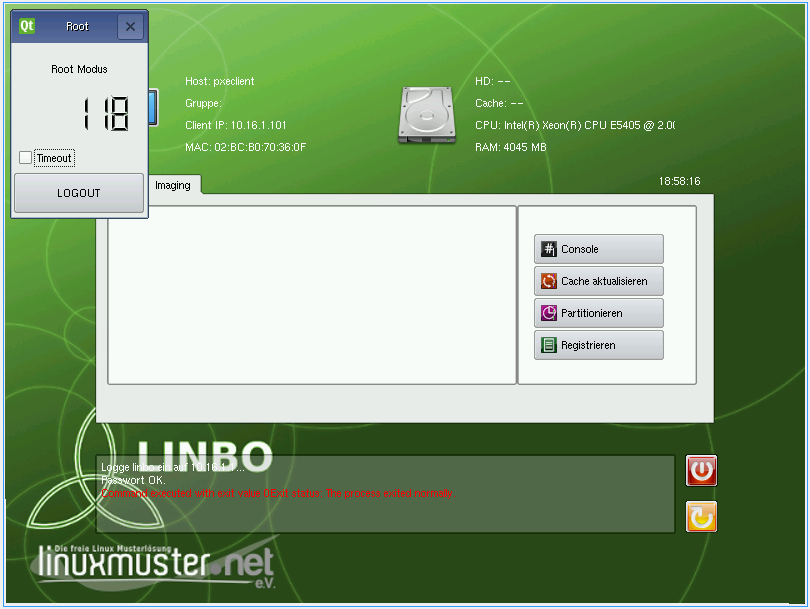 Qt Root
Root Modus
118
Timeout
LOGOUT
Host: pxeclient
Gruppe:
Client IP: 10.16.1.101
MAC: 02:BC:B0:70:36:0F
HD: --
Cache: --
CPU: Intel(R) Xeon(R) CPU E5405 @ 2.0
RAM: 4045 MB
Imaging
18:58:16
#
Console
Cache aktualisieren
Partitionieren
Registrieren
LINBO
Logge linbo ein auf 10.16.1.1...
Passwort OK.
Command executed with exit value 0Exit status: The process exited normally.
Die freie Linux Musterlösung
linuxmuster.net
e.V.